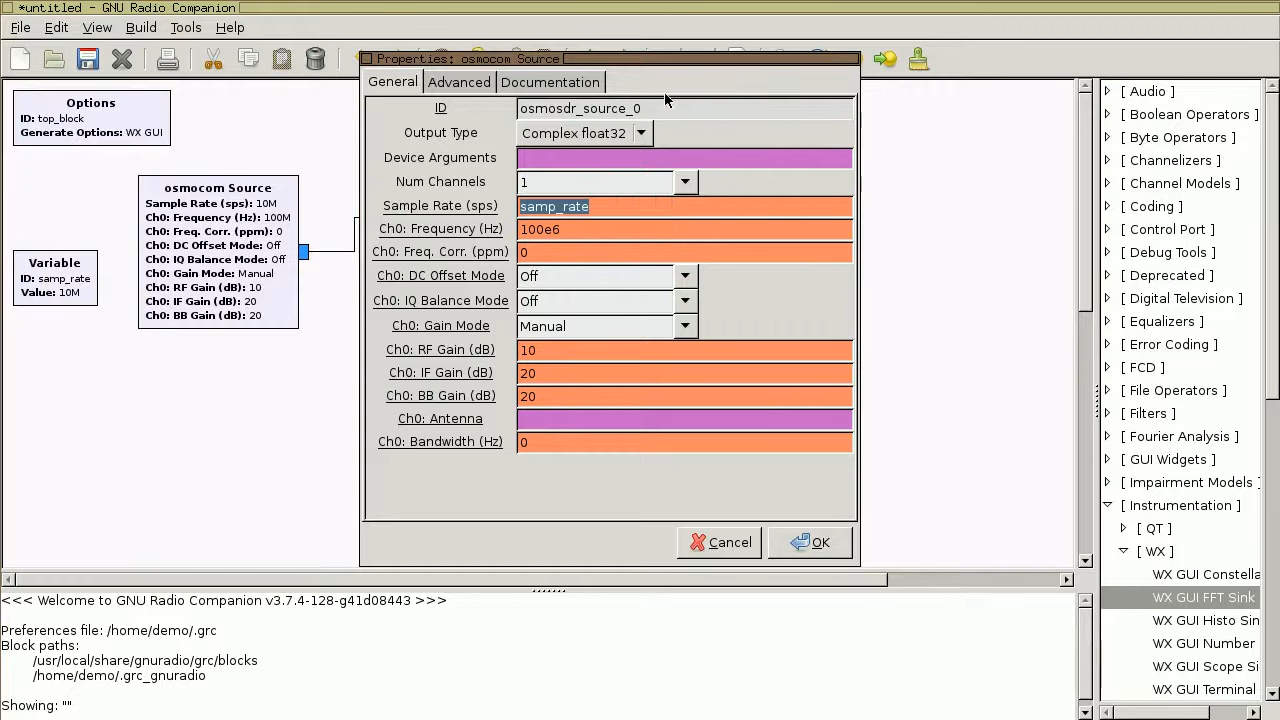 *untitled - GNU Radio Companion
File Edit View Build Tools Help
Properties: osmocom Source
General Advanced Documentation
ID osmosdr_source_0
Output Type Complex float32
Device Arguments
Num Channels 1
Sample Rate (sps) samp_rate
Ch0: Frequency (Hz) 100e6
Ch0: Freq. Corr. (ppm) 0
Ch0: DC Offset Mode Off
Ch0: IQ Balance Mode Off
Ch0: Gain Mode Manual
Ch0: RF Gain (dB) 10
Ch0: IF Gain (dB) 20
Ch0: BB Gain (dB) 20
Ch0: Antenna
Ch0: Bandwidth (Hz) 0
Cancel OK
Options
ID: top_block
Generate Options: WX GUI
osmocom Source
Sample Rate (sps): 10M
Ch0: Frequency (Hz): 100M
Ch0: Freq. Corr. (ppm): 0
Ch0: DC Offset Mode: Off
Ch0: IQ Balance Mode: Off
Ch0: Gain Mode: Manual
Ch0: RF Gain (dB): 10
Ch0: IF Gain (dB): 20
Ch0: BB Gain (dB): 20
Variable
ID: samp_rate
Value: 10M
[ Audio ]
[ Boolean Operators ]
[ Byte Operators ]
[ Channelizers ]
[ Channel Models ]
[ Coding ]
[ Control Port ]
[ Debug Tools ]
[ Deprecated ]
[ Digital Television ]
[ Equalizers ]
[ Error Coding ]
[ FCD ]
[ File Operators ]
[ Filters ]
[ Fourier Analysis ]
[ GUI Widgets ]
[ Impairment Models ]
[ Instrumentation ]
[ QT ]
[ WX ]
WX GUI Constella
WX GUI FFT Sink
WX GUI Histo Sin
WX GUI Number
WX GUI Scope Si
WX GUI Terminal
<<< Welcome to GNU Radio Companion v3.7.4-128-g41d08443 >>>
Preferences file: /home/demo/.grc
Block paths:
/usr/local/share/gnuradio/grc/blocks
/home/demo/.grc_gnuradio
Showing: ""